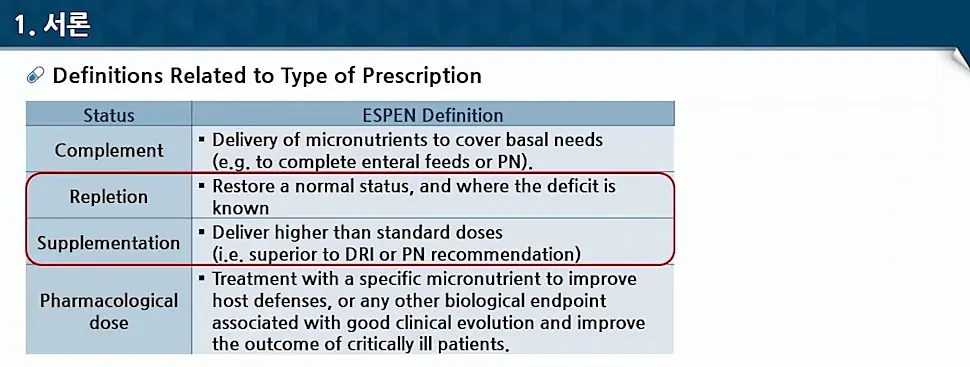 1. 서론
Definitions Related to Type of Prescription
Status
ESPEN Definition
Complement
▪ Delivery of micronutrients to cover basal needs
(e.g. to complete enteral feeds or PN).
Repletion
▪ Restore a normal status, and where the deficit is
known
Supplementation
▪ Deliver higher than standard doses
(i.e. superior to DRI or PN recommendation)
Pharmacological
dose
▪ Treatment with a specific micronutrient to improve
host defenses, or any other biological endpoint
associated with good clinical evolution and improve
the outcome of critically ill patients.